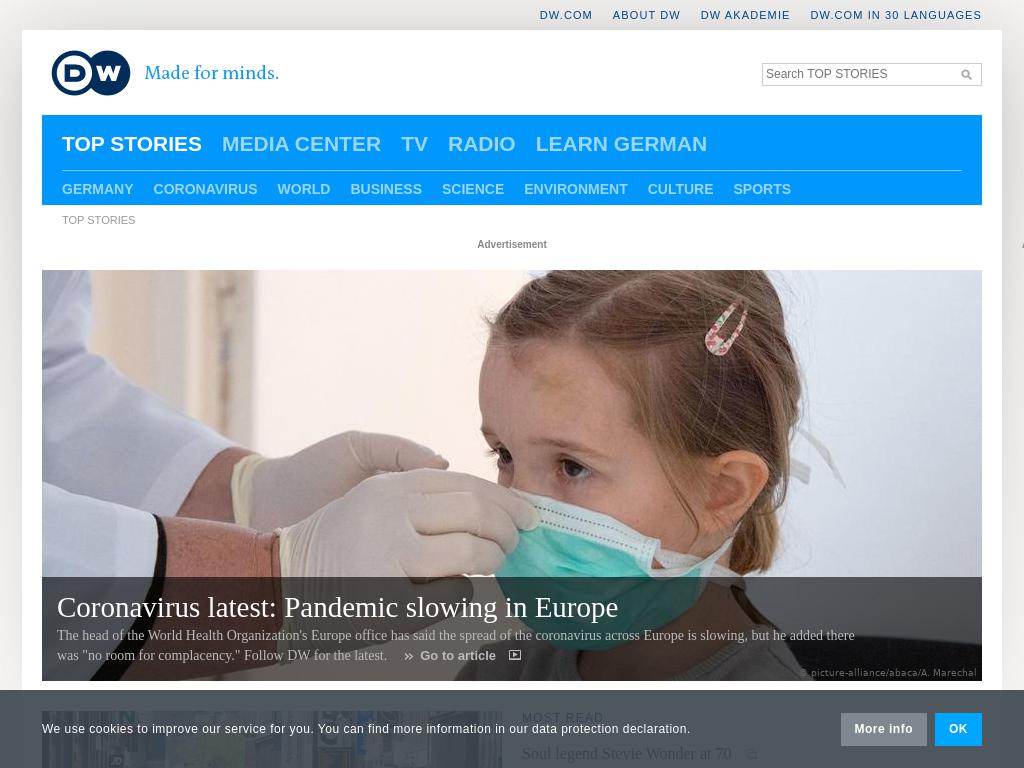 DW.COM ABOUT DW DW AKADEMIE DW.COM IN 30 LANGUAGES
DW Made for minds.
Search TOP STORIES
TOP STORIES MEDIA CENTER TV RADIO LEARN GERMAN
GERMANY CORONAVIRUS WORLD BUSINESS SCIENCE ENVIRONMENT CULTURE SPORTS
TOP STORIES
Advertisement
Coronavirus latest: Pandemic slowing in Europe
The head of the World Health Organization's Europe office has said the spread of the coronavirus across Europe is slowing, but he added there
was "no room for complacency." Follow DW for the latest. » Go to article
© picture-alliance/abaca/A. Marechal
MOST READ
We use cookies to improve our service for you. You can find more information in our data protection declaration. More info OK
Soul legend Stevie Wonder at 70